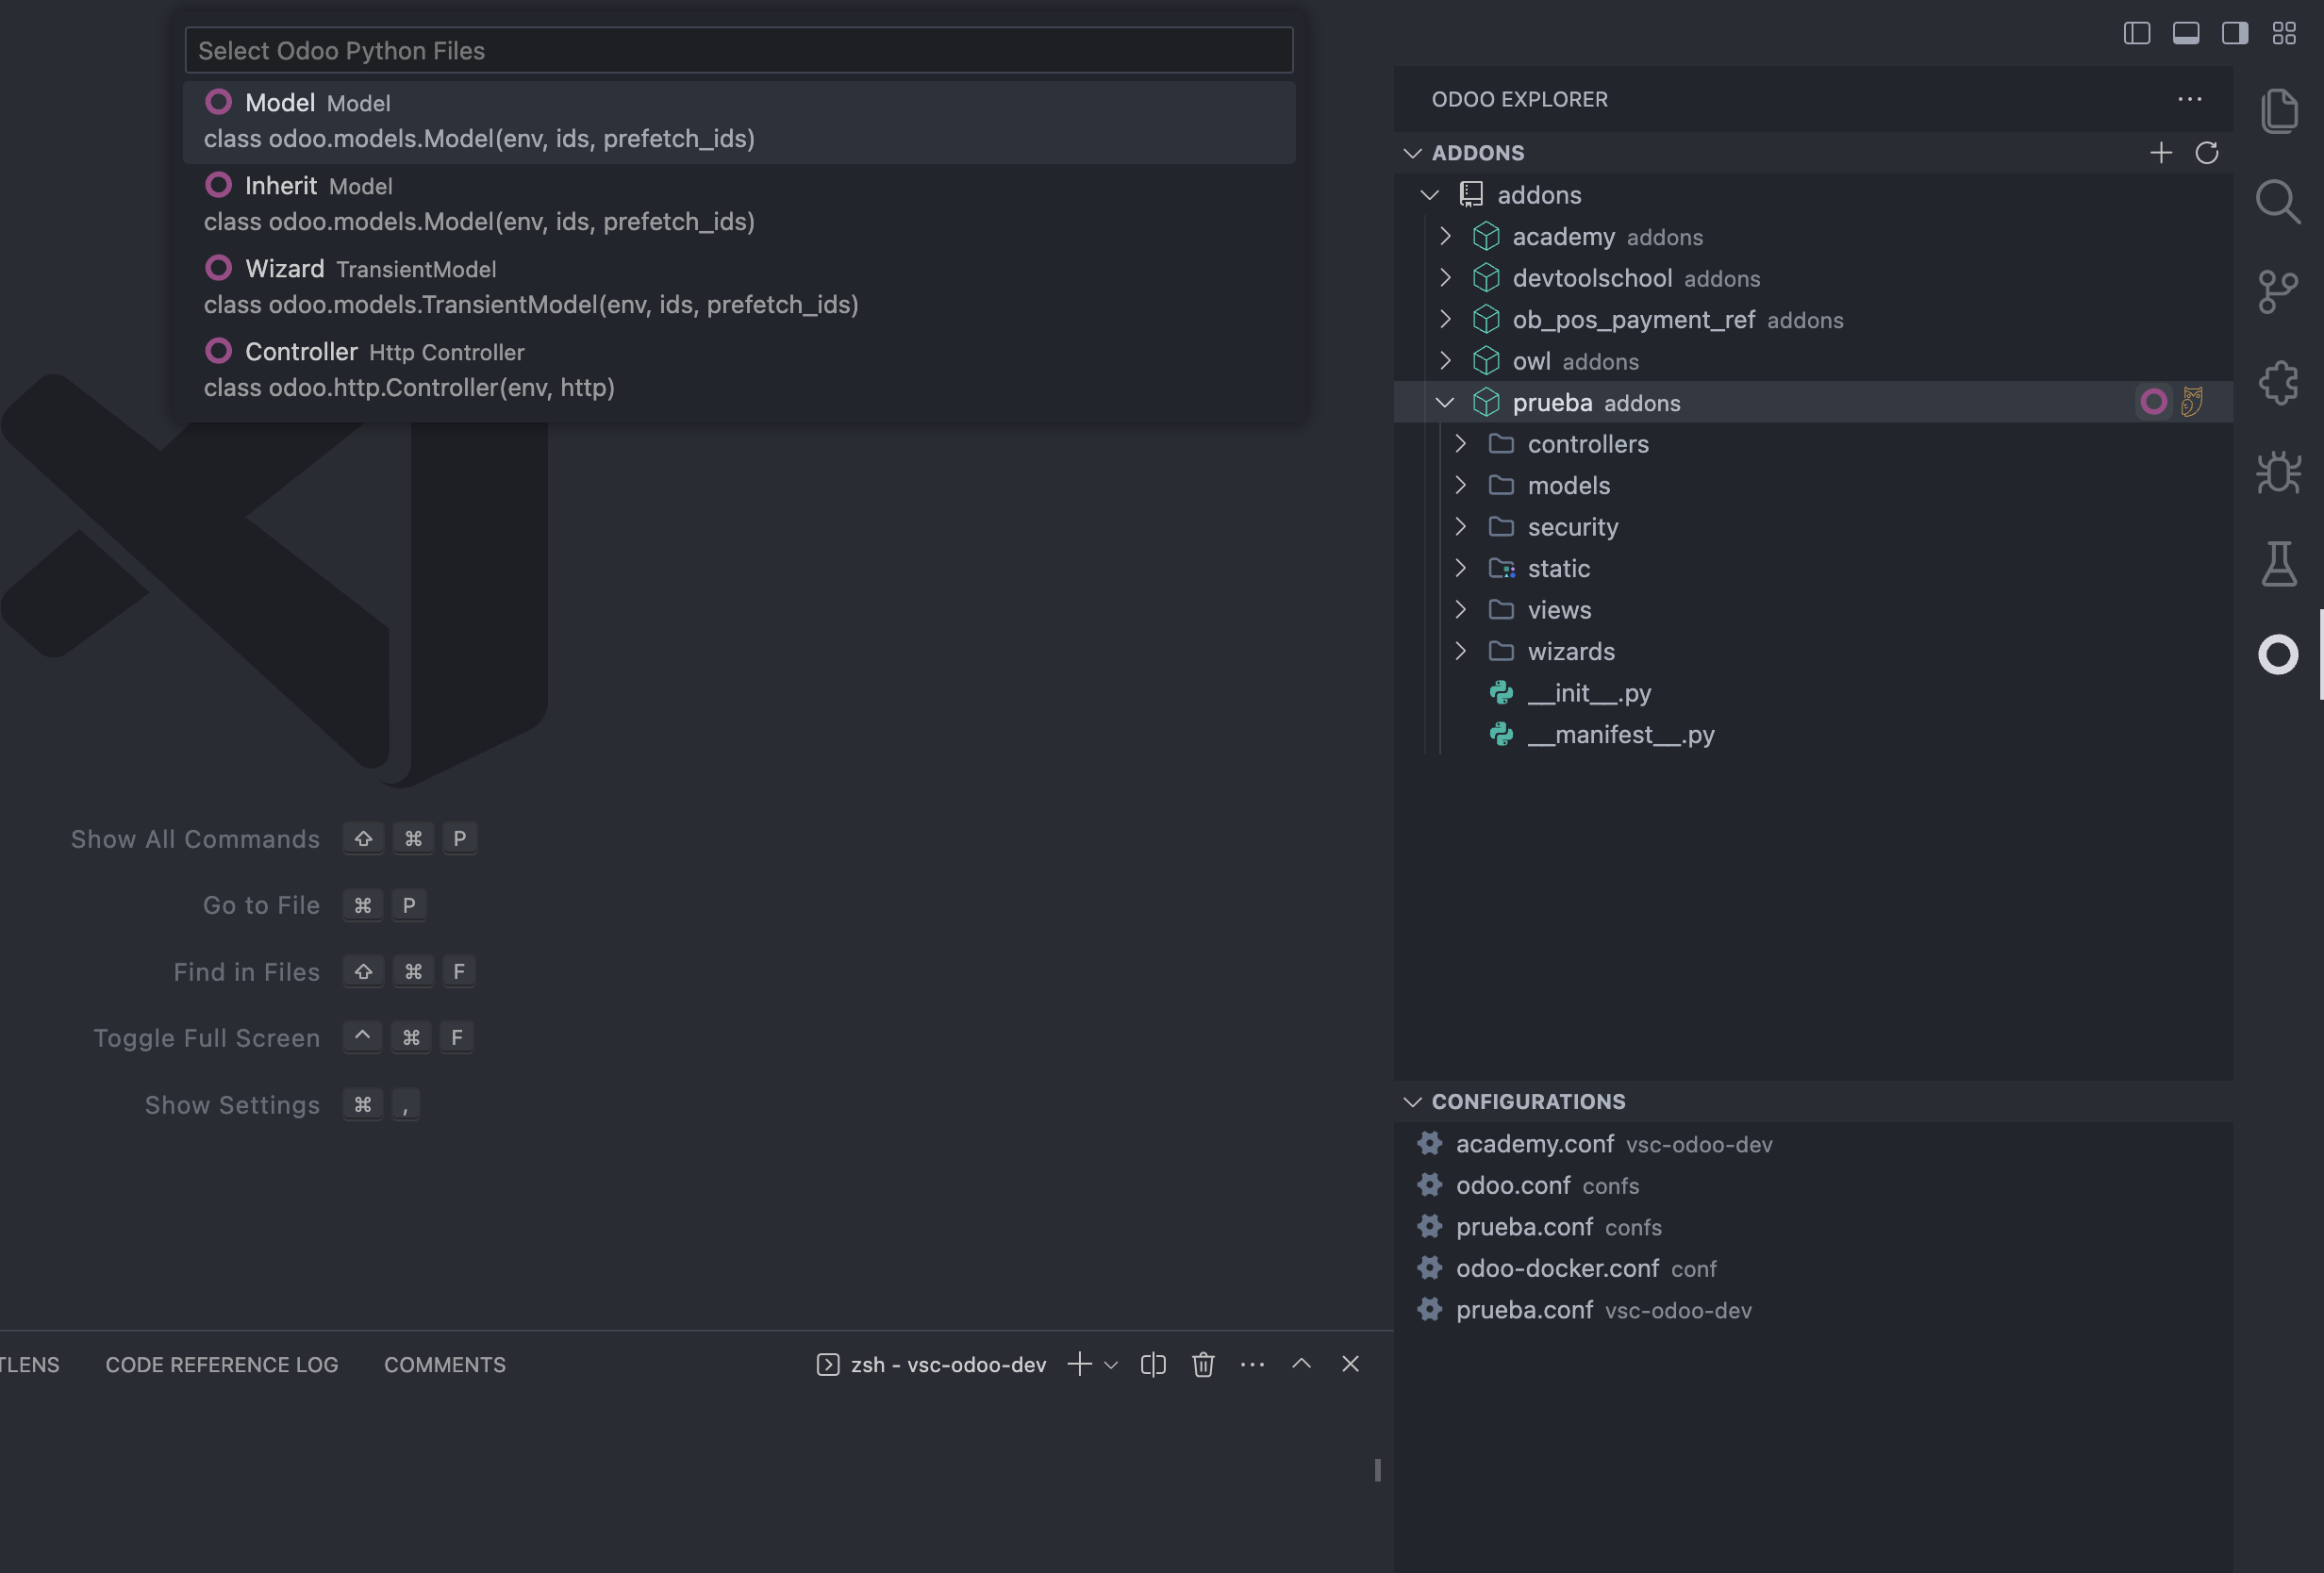 Select Odoo Python Files
Model Model
class odoo.models.Model(env, ids, prefetch_ids)
Inherit Model
class odoo.models.Model(env, ids, prefetch_ids)
Wizard TransientModel
class odoo.models.TransientModel(env, ids, prefetch_ids)
Controller Http Controller
class odoo.http.Controller(env, http)
Show All Commands ⇧ ⌘ P
Go to File ⌘ P
Find in Files ⇧ ⌘ F
Toggle Full Screen ^ ⌘ F
Show Settings ⌘ ,
TLENS CODE REFERENCE LOG COMMENTS zsh - vsc-odoo-dev
ODOO EXPLORER
ADDONS
addons
academy addons
devtoolschool addons
ob_pos_payment_ref addons
owl addons
prueba addons
controllers
models
security
static
views
wizards
__init__.py
__manifest__.py
CONFIGURATIONS
academy.conf vsc-odoo-dev
odoo.conf confs
prueba.conf confs
odoo-docker.conf conf
prueba.conf vsc-odoo-dev